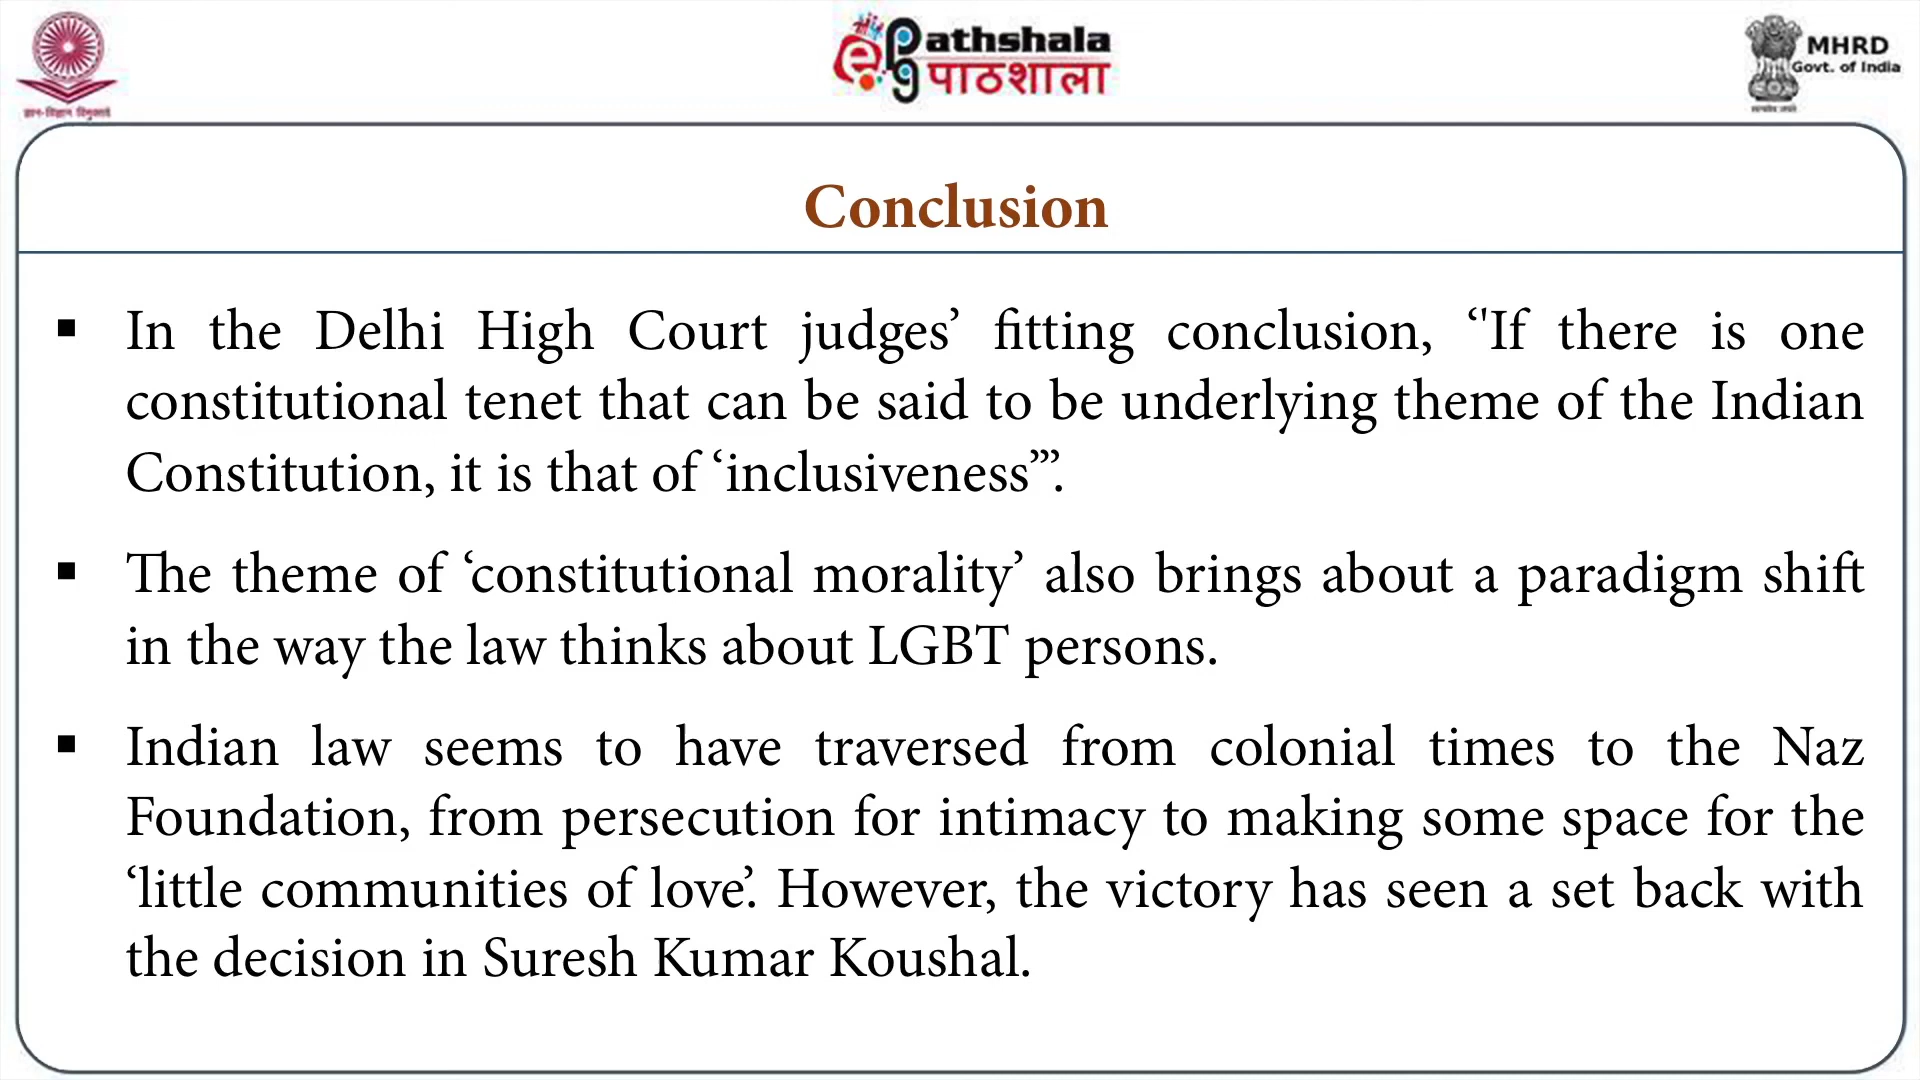 ज्ञान-विज्ञान विमुक्तये
athshala
पाठशाला
MHRD
Govt. of India
सत्यमेव जयते
Conclusion
▪ In the Delhi High Court judges’ fitting conclusion, “If there is one
constitutional tenet that can be said to be underlying theme of the Indian
Constitution, it is that of ‘inclusiveness’”.
▪ The theme of ‘constitutional morality’ also brings about a paradigm shift
in the way the law thinks about LGBT persons.
▪ Indian law seems to have traversed from colonial times to the Naz
Foundation, from persecution for intimacy to making some space for the
‘little communities of love’. However, the victory has seen a set back with
the decision in Suresh Kumar Koushal.